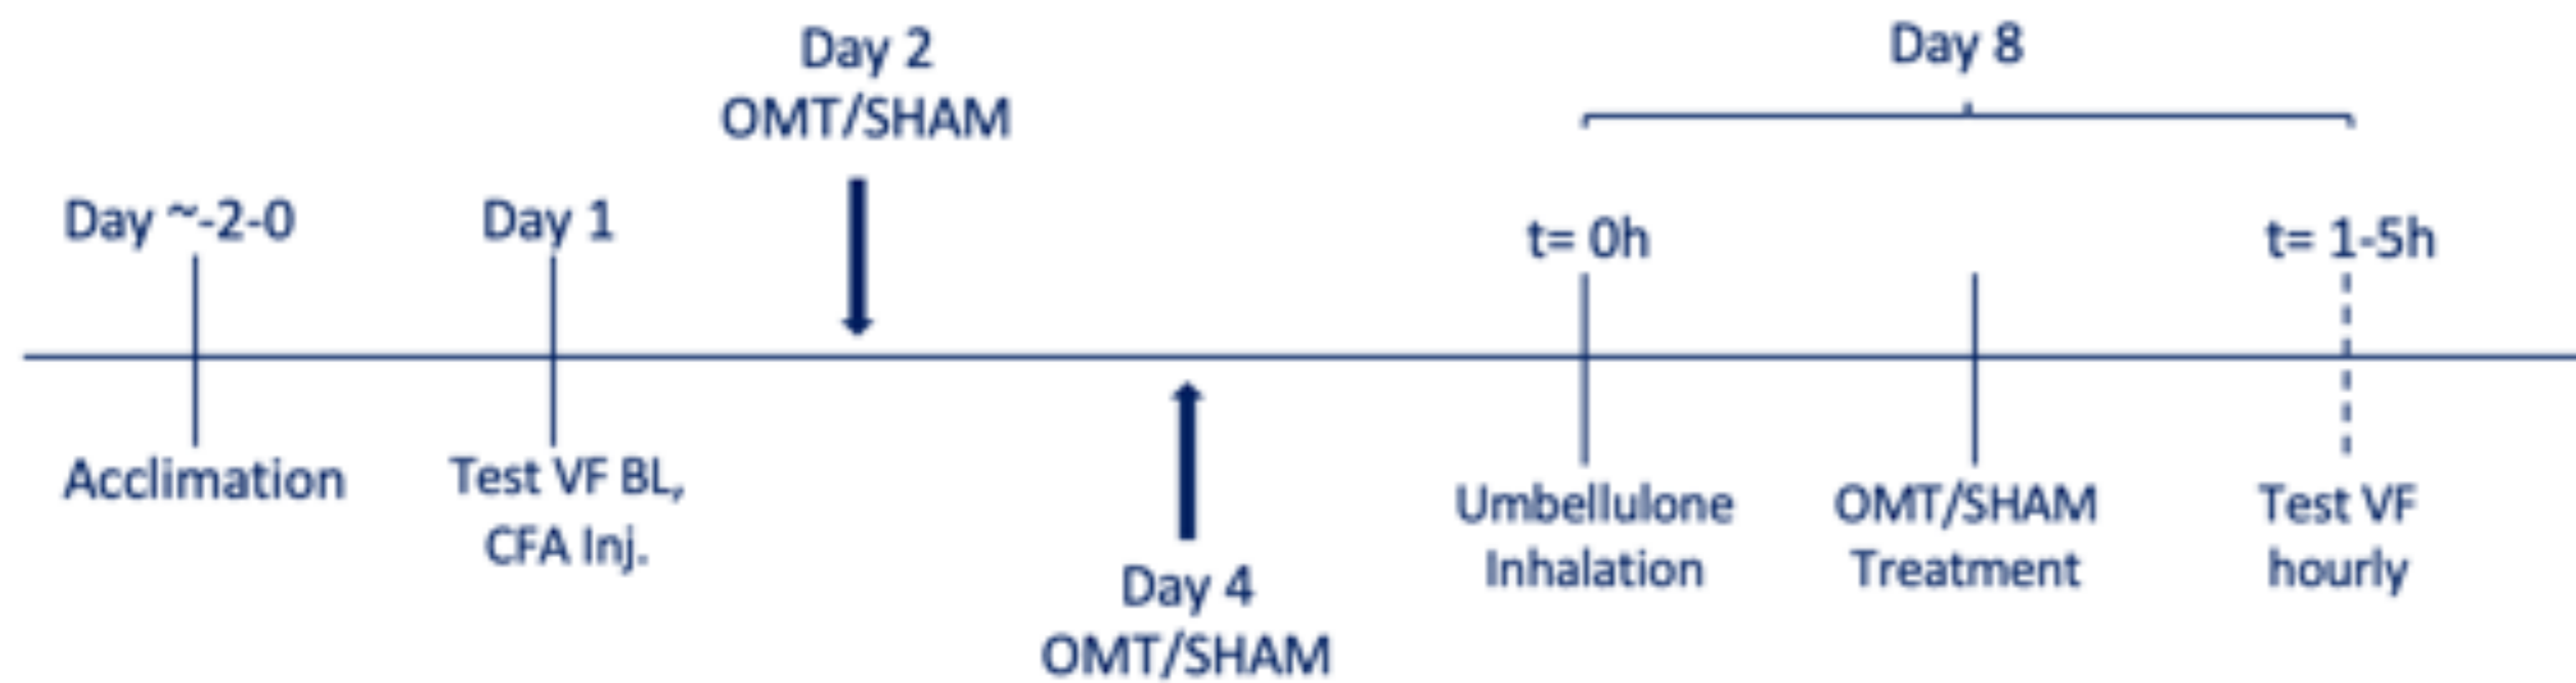 Day ~-2-0
Acclimation
Day 1
Test VF BL,
CFA Inj.
Day 2
OMT/SHAM
Day 4
OMT/SHAM
Day 8
t= 0h
Umbellulone
Inhalation
OMT/SHAM
Treatment
t= 1-5h
Test VF
hourly